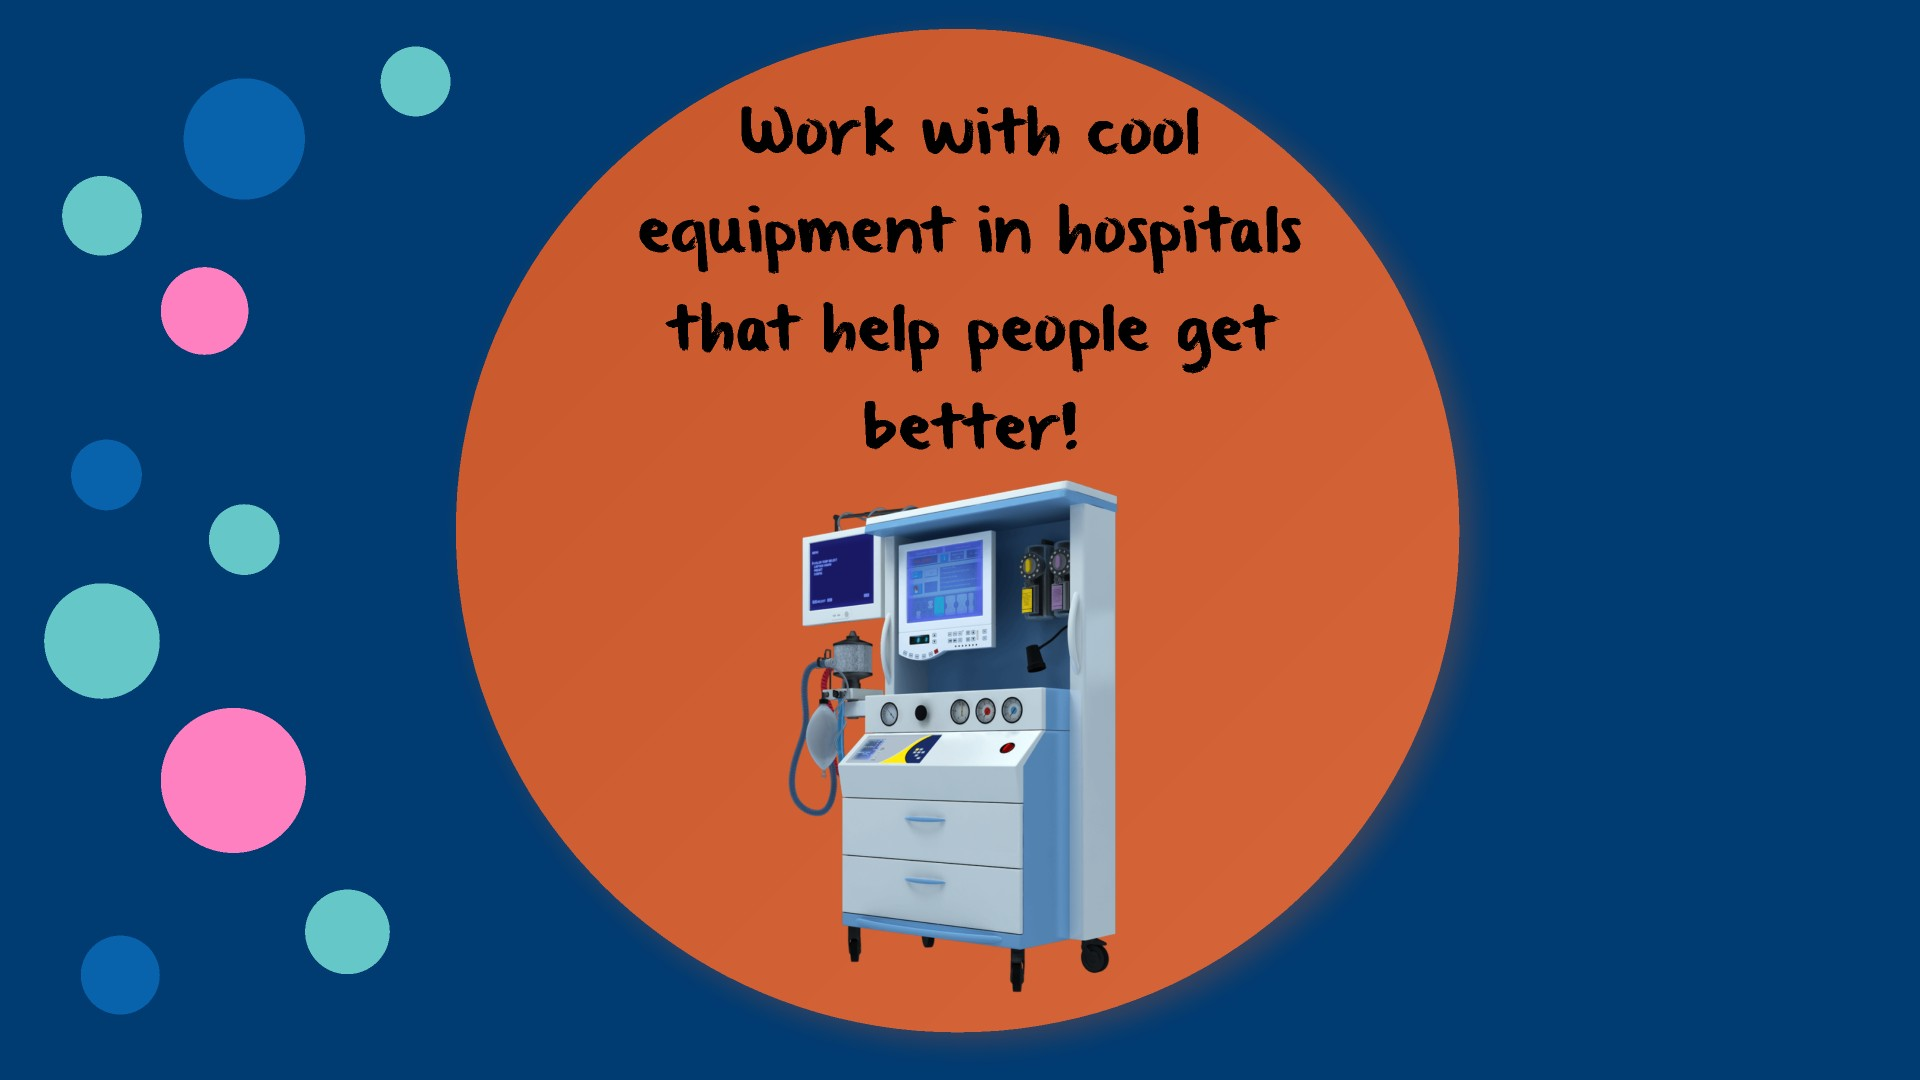 Work with cool
equipment in hospitals
that help people get
better!